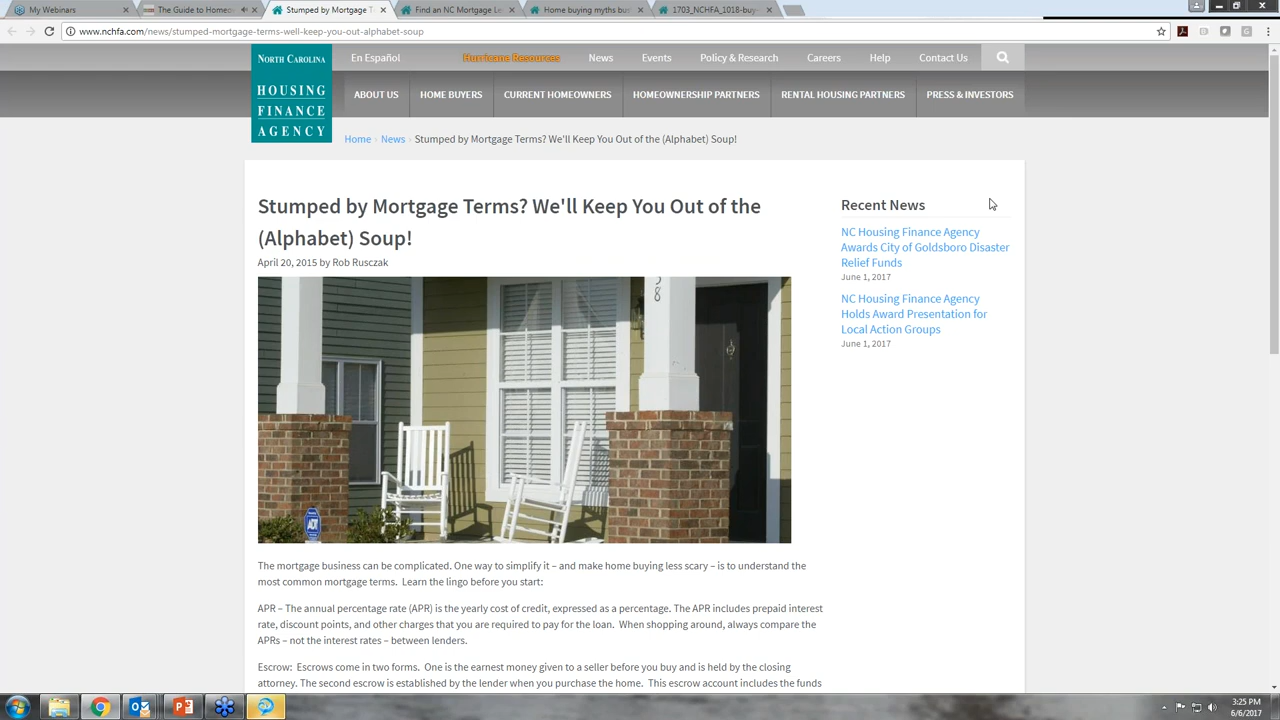 My Webinars
The Guide to Homeo
Stumped by Mortgage T
Find an NC Mortgage Le
Home buying myths bus
1703_NCHFA_1018-buy
www.nchfa.com/news/stumped-mortgage-terms-well-keep-you-out-alphabet-soup
En Español
Hurricane Resources
News
Events
Policy & Research
Careers
Help
Contact Us
NORTH CAROLINA
HOUSING
FINANCE
AGENCY
ABOUT US
HOME BUYERS
CURRENT HOMEOWNERS
HOMEOWNERSHIP PARTNERS
RENTAL HOUSING PARTNERS
PRESS & INVESTORS
Home › News › Stumped by Mortgage Terms? We'll Keep You Out of the (Alphabet) Soup!
Stumped by Mortgage Terms? We'll Keep You Out of the
(Alphabet) Soup!
April 20, 2015 by Rob Rusczak
ADT
The mortgage business can be complicated. One way to simplify it – and make home buying less scary – is to understand the
most common mortgage terms. Learn the lingo before you start:
APR – The annual percentage rate (APR) is the yearly cost of credit, expressed as a percentage. The APR includes prepaid interest
rate, discount points, and other charges that you are required to pay for the loan. When shopping around, always compare the
APRs – not the interest rates – between lenders.
Escrow: Escrows come in two forms. One is the earnest money given to a seller before you buy and is held by the closing
attorney. The second escrow is established by the lender when you purchase the home. This escrow account includes the funds
Recent News
NC Housing Finance Agency
Awards City of Goldsboro Disaster
Relief Funds
June 1, 2017
NC Housing Finance Agency
Holds Award Presentation for
Local Action Groups
June 1, 2017
3:25 PM
6/6/2017